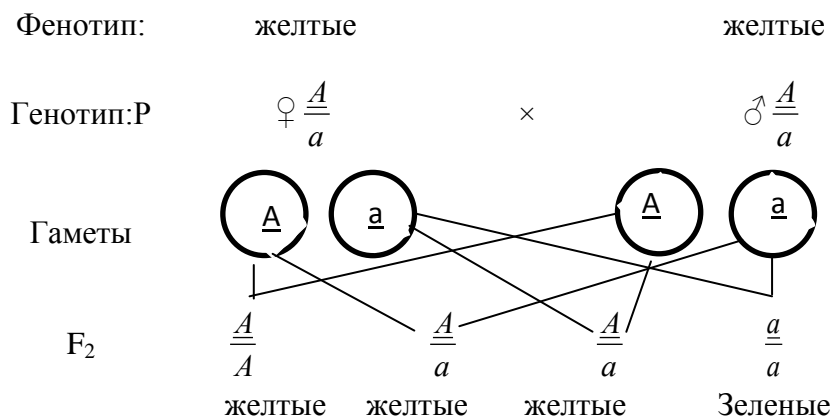 Фенотип: желтые желтые
Генотип:P ♀ A/a × ♂ A/a
Гаметы A a A a
F₂ A/A A/a A/a a/a
желтые желтые желтые Зеленые